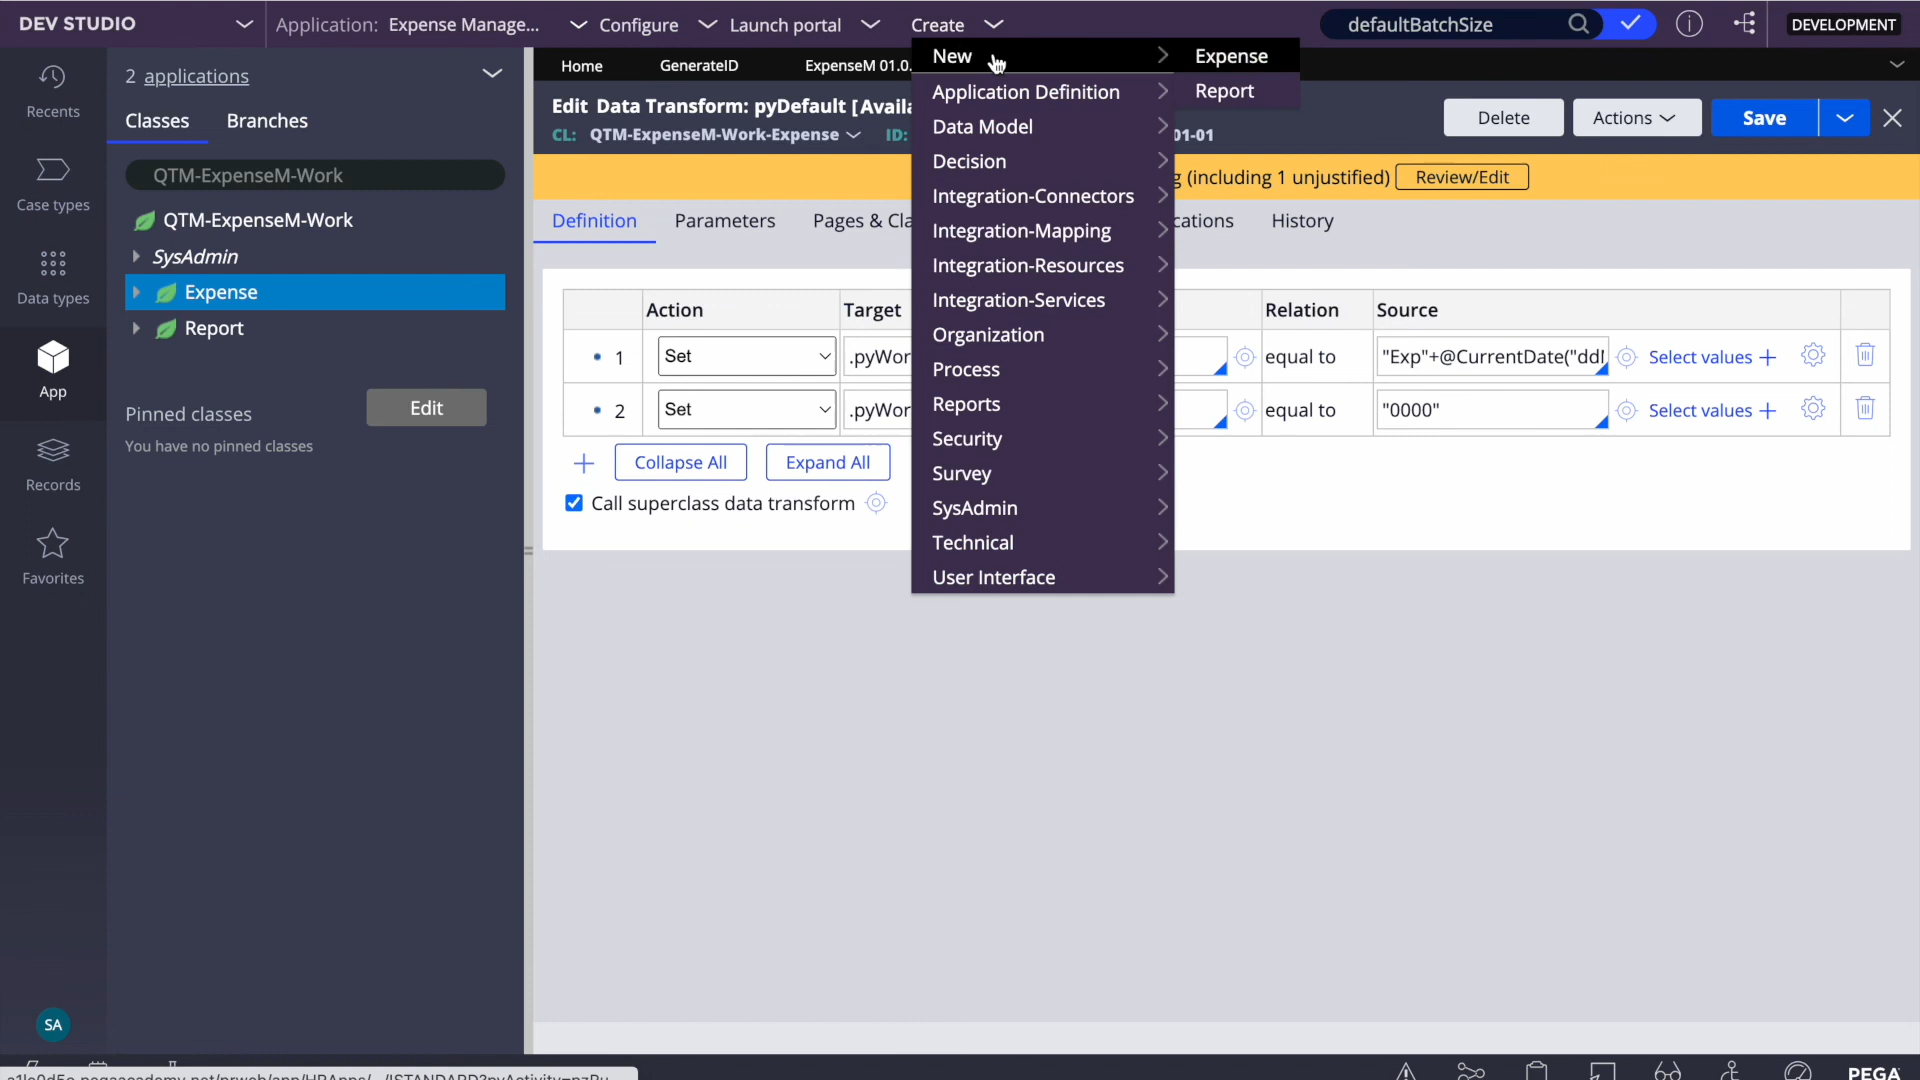 DEV STUDIO
Application: Expense Manage...
Configure
Launch portal
Create
defaultBatchSize
DEVELOPMENT
Recents
Case types
Data types
App
Records
Favorites
SA
2 applications
Classes
Branches
QTM-ExpenseM-Work
QTM-ExpenseM-Work
SysAdmin
Expense
Report
Pinned classes
Edit
You have no pinned classes
Home
GenerateID
ExpenseM 01.0.
Edit Data Transform: pyDefault [Availa
CL: QTM-ExpenseM-Work-Expense
ID:
01-01
Delete
Actions
Save
(including 1 unjustified)
Review/Edit
Definition
Parameters
Pages & Cla
cations
History
New
Application Definition
Data Model
Decision
Integration-Connectors
Integration-Mapping
Integration-Resources
Integration-Services
Organization
Process
Reports
Security
Survey
SysAdmin
Technical
User Interface
Expense
Report
Action
Target
Relation
Source
1
Set
.pyWor
equal to
"Exp"+@CurrentDate("dd
Select values
2
Set
.pyWor
equal to
"0000"
Select values
Collapse All
Expand All
Call superclass data transform
PEGA